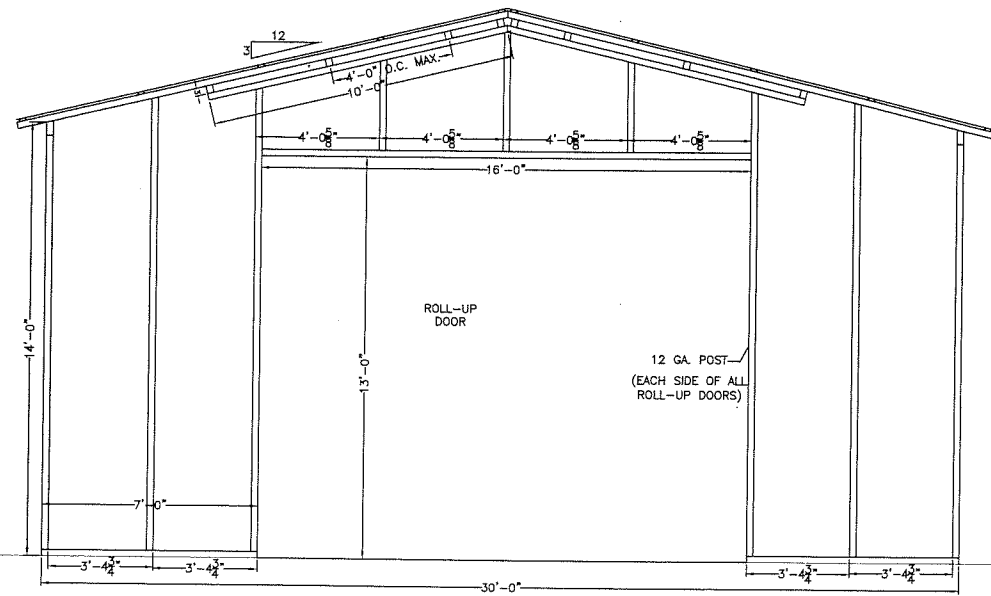 12
3
4'-0" O.C. MAX.
10'-0"
3"
4'-0⅝" 4'-0⅝" 4'-0⅝" 4'-0⅝"
16'-0"
ROLL-UP
DOOR
14'-0"
13'-0"
12 GA. POST
(EACH SIDE OF ALL
ROLL-UP DOORS)
7'-0"
3'-4¾" 3'-4¾" 3'-4¾" 3'-4¾"
30'-0"